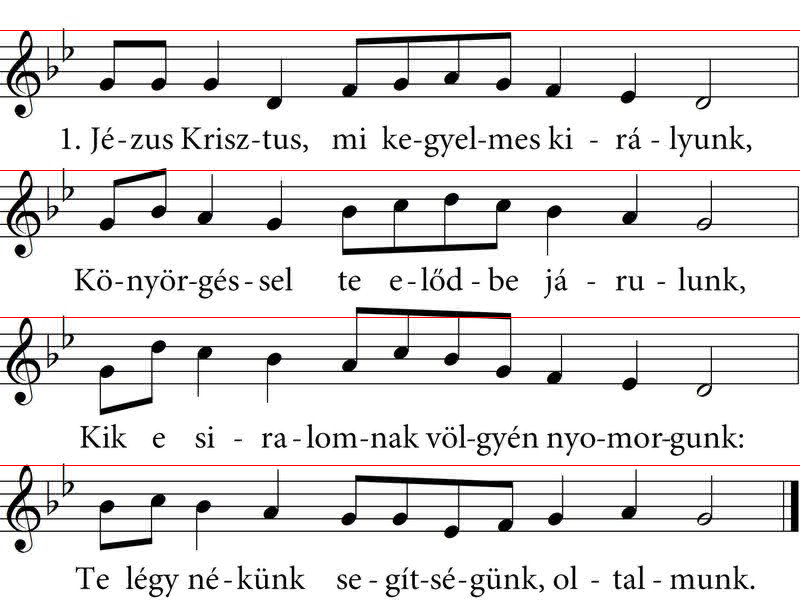 1. Jé-zus Krisz-tus, mi ke-gyel-mes ki - rá - lyunk,
Kö-nyör-gés-sel te e-lőd-be já - ru - lunk,
Kik e si - ra-lom-nak völ-gyén nyo-mor-gunk:
Te légy né-künk se-gít-sé-günk, ol - tal - munk.